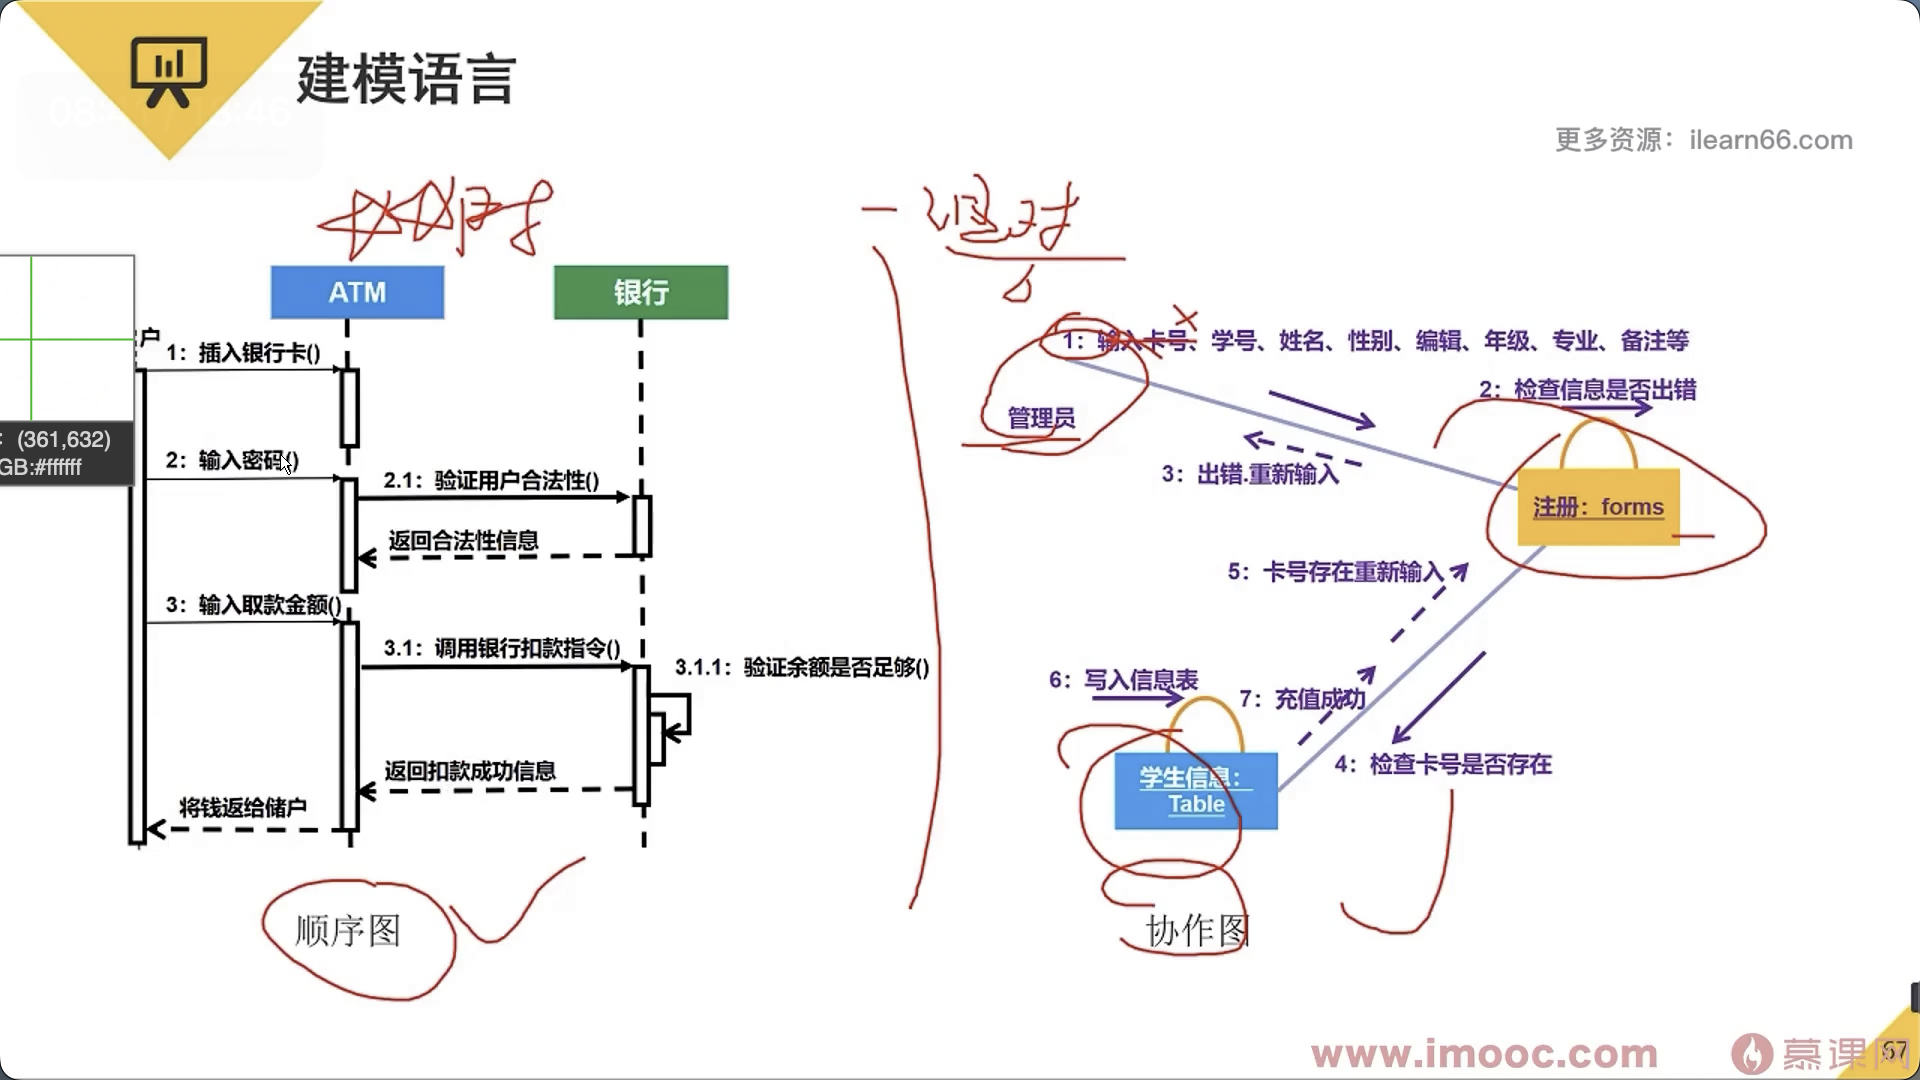 建模语言
更多资源：ilearn66.com
ATM
银行
户
1：插入银行卡()
2：输入密码()
2.1：验证用户合法性()
返回合法性信息
3：输入取款金额()
3.1：调用银行扣款指令()
3.1.1：验证余额是否足够()
返回扣款成功信息
将钱返给储户
顺序图
(361,632)
GB:#ffffff
1：输入卡号、学号、姓名、性别、编辑、年级、专业、备注等
管理员
2：检查信息是否出错
3：出错.重新输入
注册：forms
5：卡号存在重新输入
6：写入信息表
7：充值成功
学生信息：
Table
4：检查卡号是否存在
协作图
www.imooc.com
慕课网
67